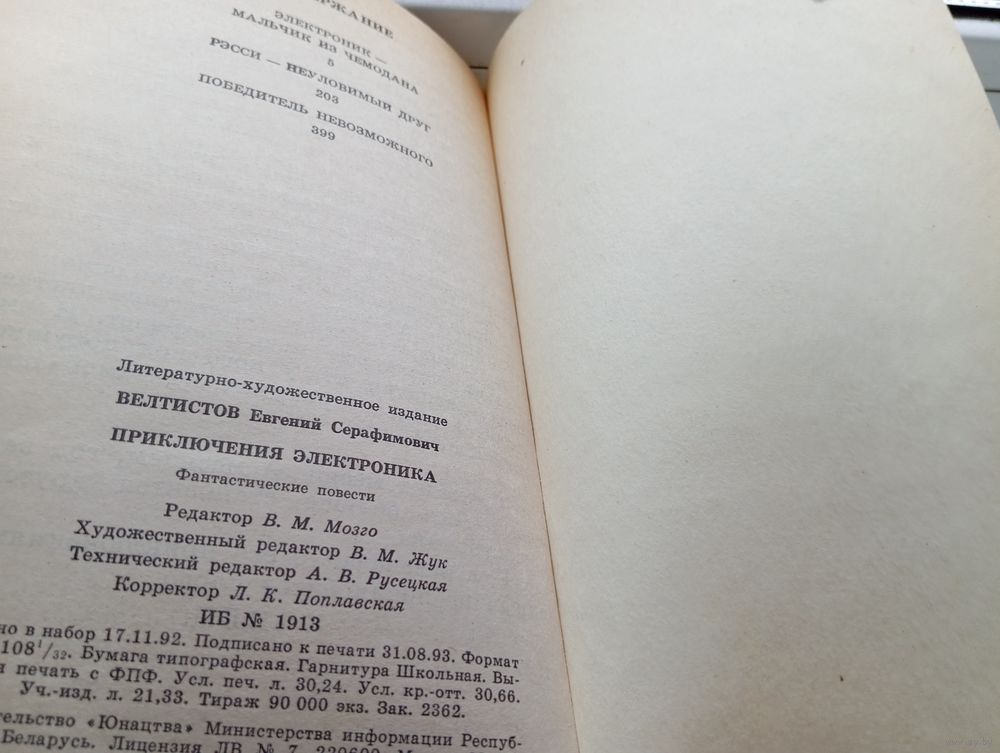 ЭЛЕКТРОНИК —
МАЛЬЧИК ИЗ ЧЕМОДАНА
5
РЭССИ — НЕУЛОВИМЫЙ ДРУГ
203
ПОБЕДИТЕЛЬ НЕВОЗМОЖНОГО
399
Литературно-художественное издание
ВЕЛТИСТОВ Евгений Серафимович
ПРИКЛЮЧЕНИЯ ЭЛЕКТРОНИКА
Фантастические повести
Редактор В. М. Мозго
Художественный редактор В. М. Жук
Технический редактор А. В. Русецкая
Корректор Л. К. Поплавская
ИБ № 1913
но в набор 17.11.92. Подписано к печати 31.08.93. Формат
108¹/₃₂. Бумага типографская. Гарнитура Школьная. Вы-
я печать с ФПФ. Усл. печ. л. 30,24. Усл. кр.-отт. 30,66.
Уч.-изд. л. 21,33. Тираж 90 000 экз. Зак. 2362.
тельство «Юнацтва» Министерства информации Респуб-
Беларусь. Лицензия ЛВ № 7. 220600